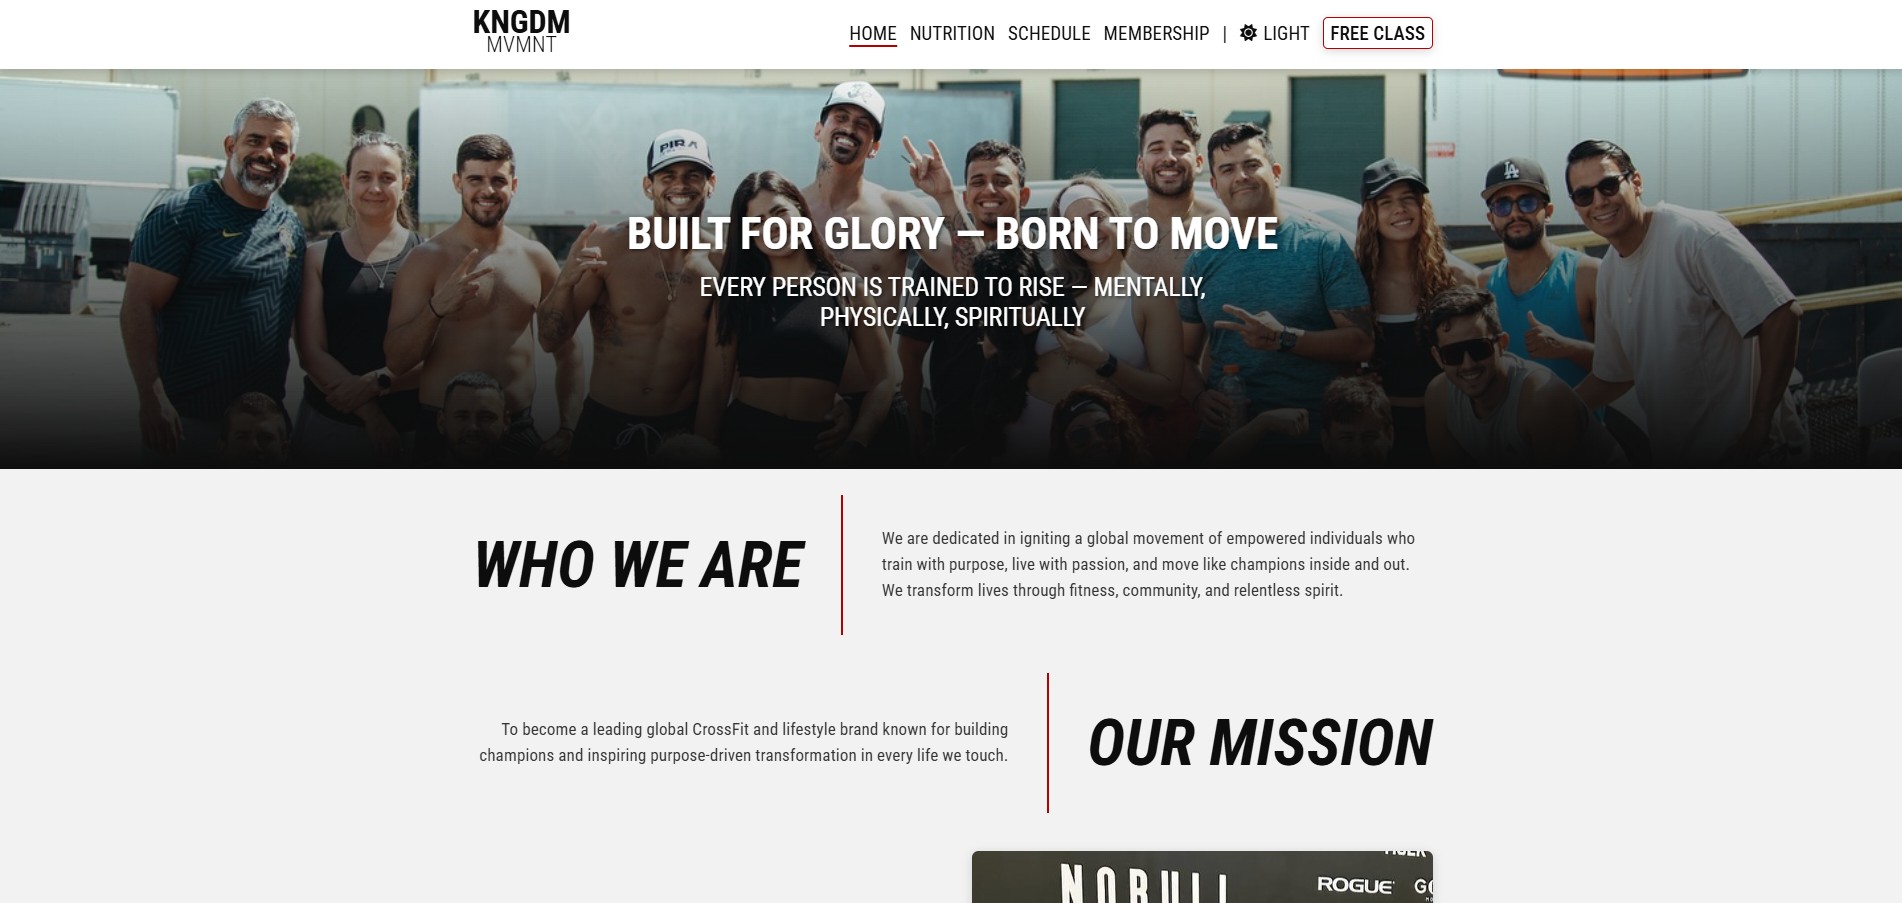 KNGDM
MVMNT
HOME NUTRITION SCHEDULE MEMBERSHIP | LIGHT FREE CLASS
PIRA
LA
BUILT FOR GLORY — BORN TO MOVE
EVERY PERSON IS TRAINED TO RISE — MENTALLY,
PHYSICALLY, SPIRITUALLY
WHO WE ARE
We are dedicated in igniting a global movement of empowered individuals who
train with purpose, live with passion, and move like champions inside and out.
We transform lives through fitness, community, and relentless spirit.
To become a leading global CrossFit and lifestyle brand known for building
champions and inspiring purpose-driven transformation in every life we touch.
OUR MISSION
NOBULL
ROGUE